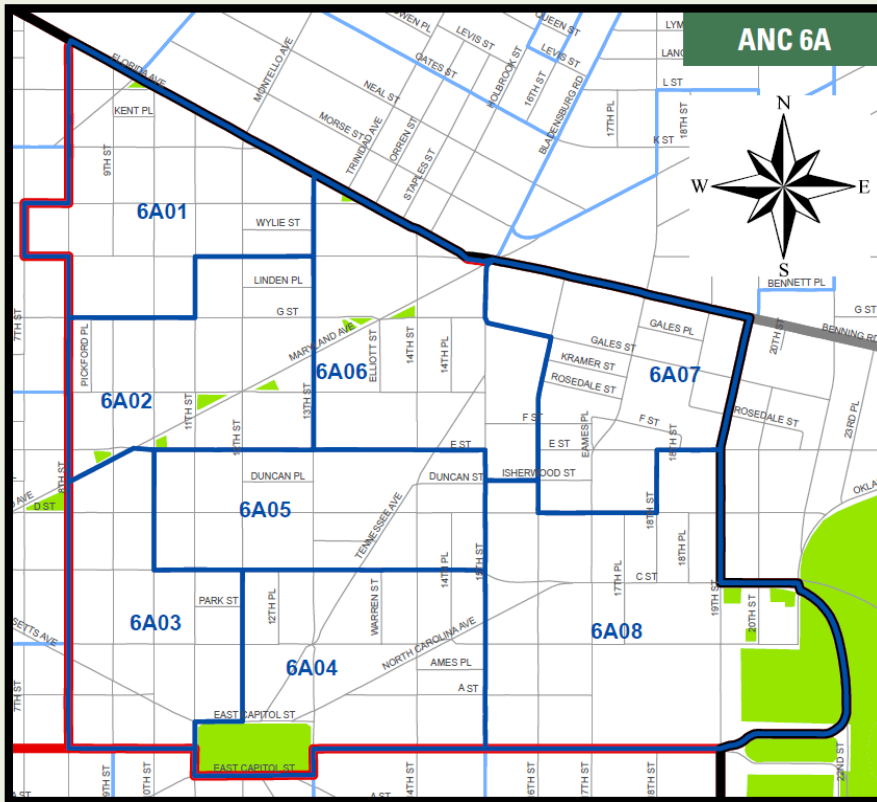 ANC 6A
N
W
E
S
LEVIS ST
QUEEN ST
LEVIS ST
OATES ST
HOLBROOK ST
16TH ST
BLADENSBURG RD
L ST
17TH PL
18TH ST
K ST
MONTELLO AVE
NEAL ST
MORSE ST
TRINIDAD AVE
ORREN ST
STAPLES ST
FLORIDA AVE
KENT PL
9TH ST
6A01
WYLIE ST
LINDEN PL
G ST
7TH ST
PICKFORD PL
MARYLAND AVE
6A06
ELLIOTT ST
14TH ST
14TH PL
13TH ST
6A02
11TH ST
12TH ST
8TH ST
D ST
BENNETT PL
G ST
BENNING RD
20TH ST
GALES PL
GALES ST
KRAMER ST
ROSEDALE ST
6A07
ROSEDALE ST
23RD PL
F ST
F ST
E ST
E ST
EAMES PL
18TH ST
ISHERWOOD ST
DUNCAN PL
DUNCAN ST
6A05
TENNESSEE AVE
14TH PL
15TH ST
18TH ST
18TH PL
17TH PL
C ST
19TH ST
20TH ST
6A03
PARK ST
12TH PL
WARREN ST
6A04
NORTH CAROLINA AVE
AMES PL
A ST
6A08
7TH ST
EAST CAPITOL ST
EAST CAPITOL ST
9TH ST
10TH ST
A ST
22ND ST